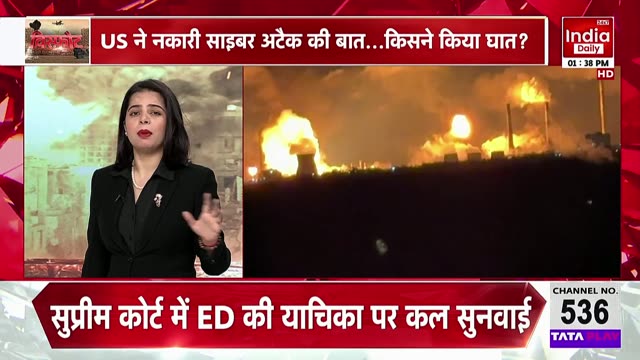 US ने नकारी साइबर अटैक की बात...किसने किया घात?
24x7
India
Daily
01:38 PM
HD
सुप्रीम कोर्ट में ED की याचिका पर कल सुनवाई
CHANNEL NO.
536
TATA PLAY